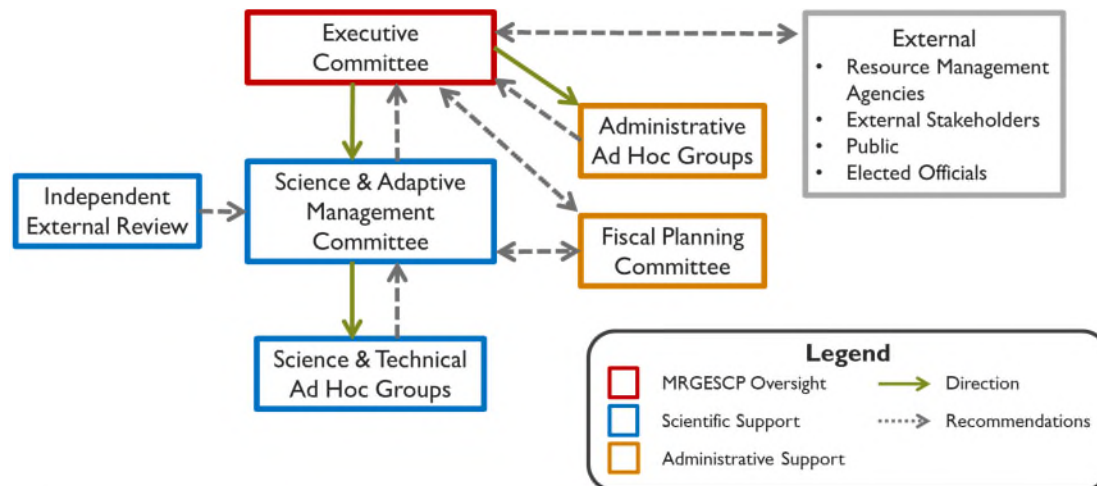 Executive
Committee
External
• Resource Management
Agencies
• External Stakeholders
• Public
• Elected Officials
Administrative
Ad Hoc Groups
Independent
External Review
Science & Adaptive
Management
Committee
Fiscal Planning
Committee
Science & Technical
Ad Hoc Groups
Legend
MRGESCP Oversight
Direction
Scientific Support
Recommendations
Administrative Support